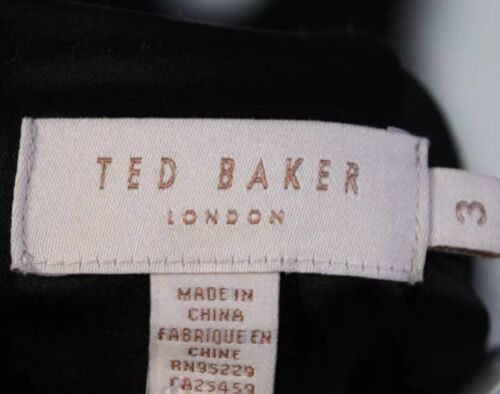 TED BAKER
LONDON
3
MADE IN
CHINA
FABRIQUE EN
CHINE
RN95229
CA25459